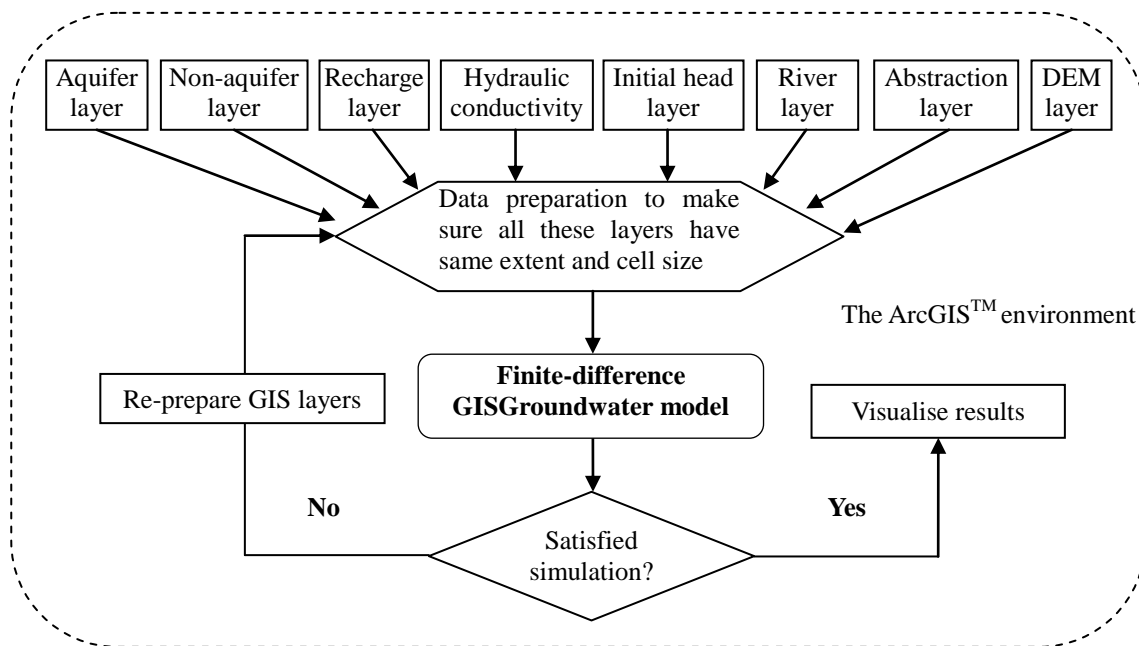 Aquifer
layer
Non-aquifer
layer
Recharge
layer
Hydraulic
conductivity
Initial head
layer
River
layer
Abstraction
layer
DEM
layer
Data preparation to make
sure all these layers have
same extent and cell size
The ArcGIS™ environment
Finite-difference
GISGroundwater model
Re-prepare GIS layers
Visualise results
No
Yes
Satisfied
simulation?